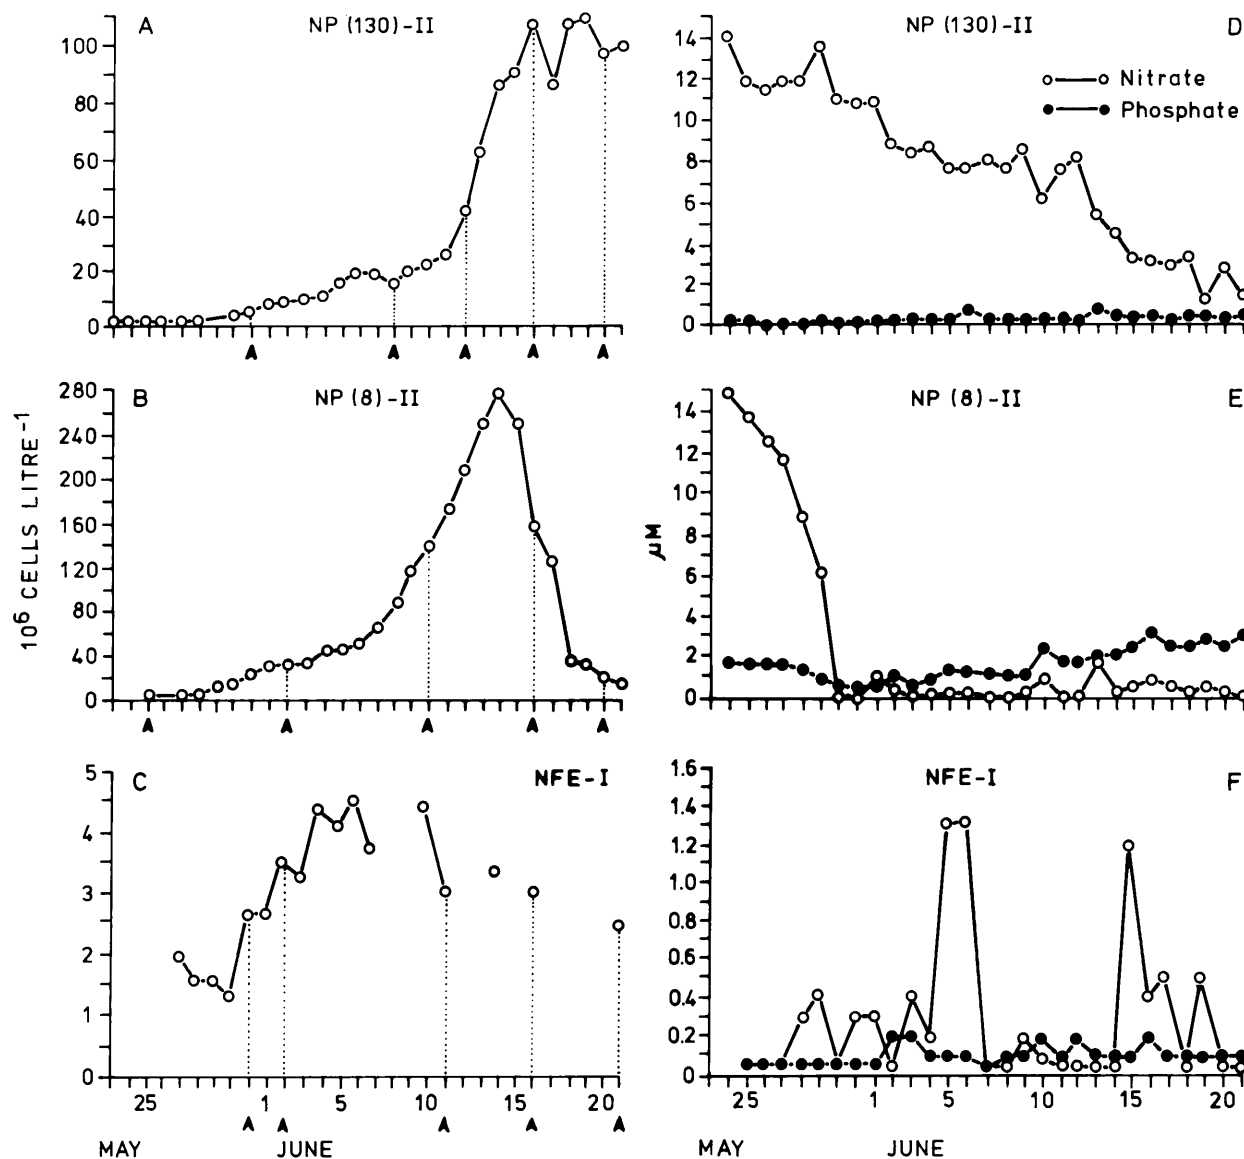 A
NP (130)-II
100
80
60
40
20
0
A A A A A
B
NP (8)-II
280
240
200
160
120
80
40
0
A A A A A
10⁶ CELLS LITRE⁻¹
C
NFE-I
5
4
3
2
1
0
25 1 5 10 15 20
A A A A A
MAY JUNE
NP (130)-II
D
14
12
10
8
6
4
2
0
Nitrate
Phosphate
NP (8)-II
E
14
12
10
8
6
4
2
0
µM
NFE-I
F
1.6
1.4
1.2
1.0
0.8
0.6
0.4
0.2
0
25 1 5 10 15 20
MAY JUNE